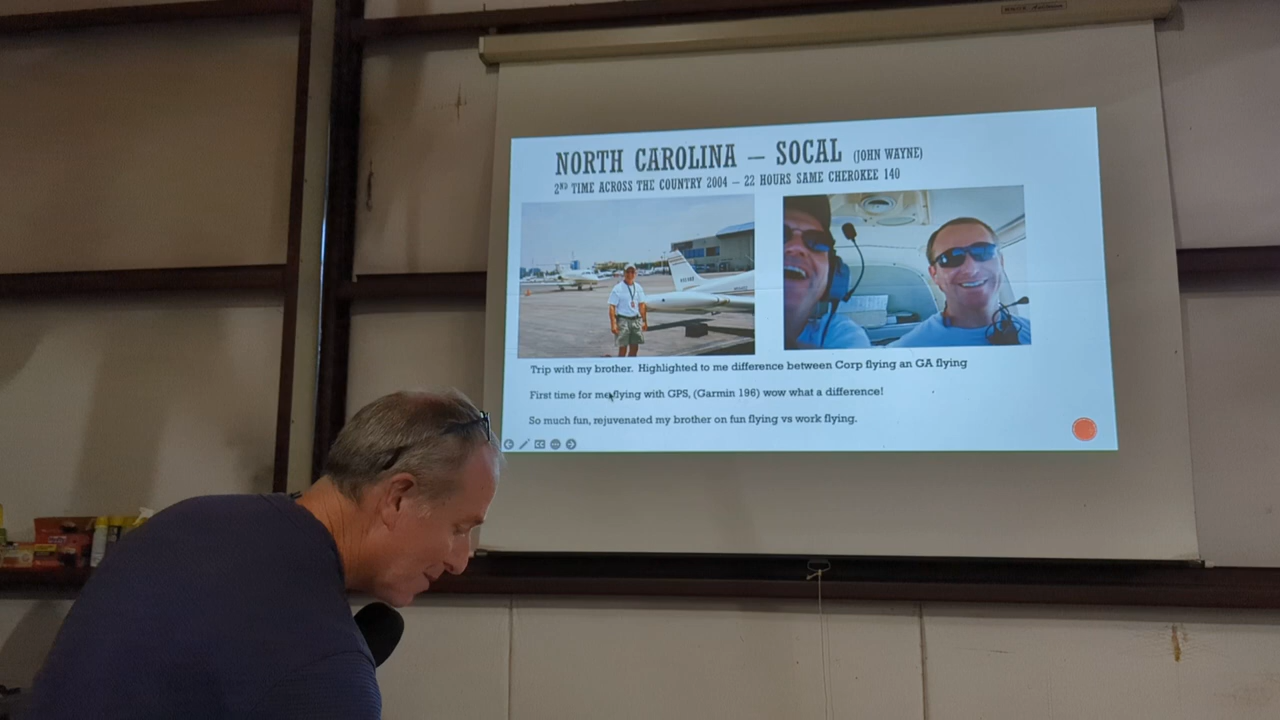 NORTH CAROLINA – SOCAL (JOHN WAYNE)
2ND TIME ACROSS THE COUNTRY 2004 – 22 HOURS SAME CHEROKEE 140
Trip with my brother. Highlighted to me difference between Corp flying an GA flying
First time for me flying with GPS, (Garmin 196) wow what a difference!
So much fun, rejuvenated my brother on fun flying vs work flying.